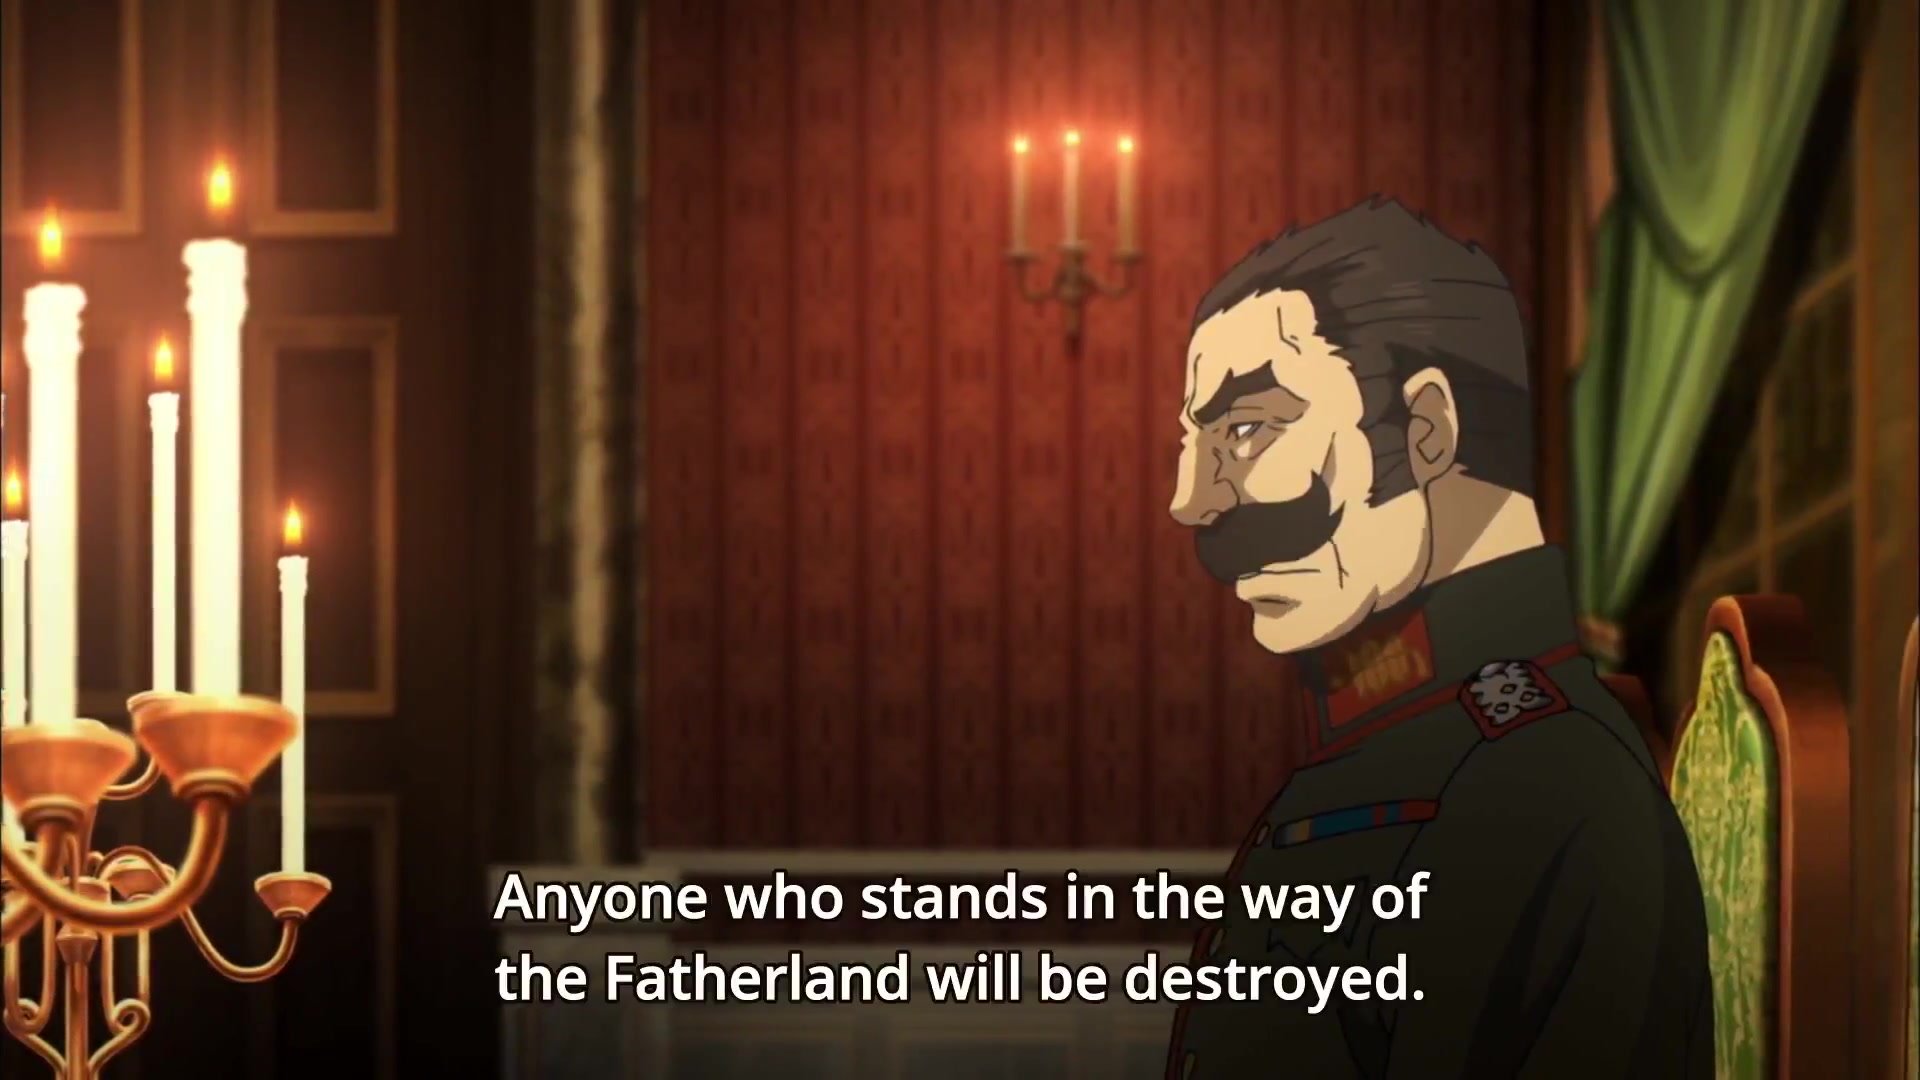 Anyone who stands in the way of
the Fatherland will be destroyed.